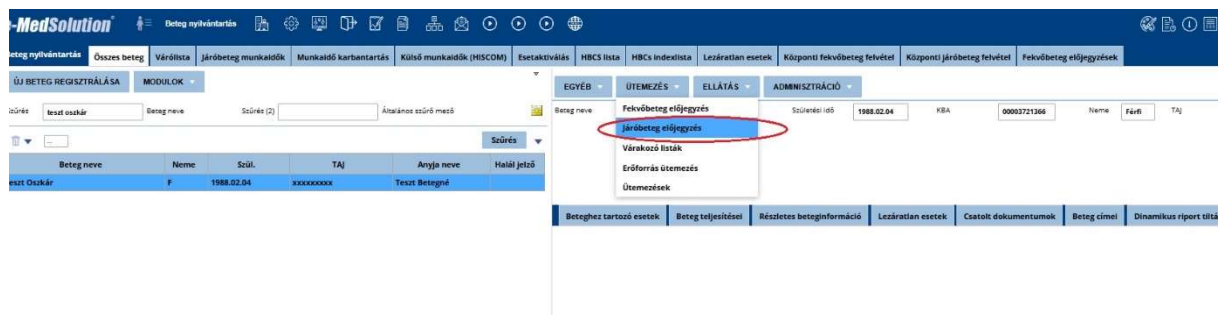 -MedSolution Beteg nyilvántartás
Beteg nyilvántartás Összes beteg Várólista Járóbeteg munkaidők Munkaidő karbantartás Külső munkaidők (HISCOM) Esetaktiválás HBCS lista HBCs indexlista Lezáratlan esetek Központi fekvőbeteg felvétel Központi járóbeteg felvétel Fekvőbeteg előjegyzések
ÚJ BETEG REGISZTRÁLÁSA MODULOK EGYÉB ÜTEMEZÉS ELLÁTÁS ADMINISZTRÁCIÓ
Szűrés teszt oszkár Beteg neve Szűrés (2) Általános szűrő mező Beteg neve Születési idő 1988.02.04 KBA 00003721366 Neme Férfi TAJ
Fekvőbeteg előjegyzés
Járóbeteg előjegyzés
... Szűrés
Várakozó listák
Beteg neve Neme Szül. TAJ Anyja neve Halál jelző
Erőforrás ütemezés
Teszt Oszkár F 1988.02.04 xxxxxxxxx Teszt Betegné
Ütemezések
Beteghez tartozó esetek Beteg teljesítései Részletes beteginformáció Lezáratlan esetek Csatolt dokumentumok Beteg címei Dinamikus riport tiltá